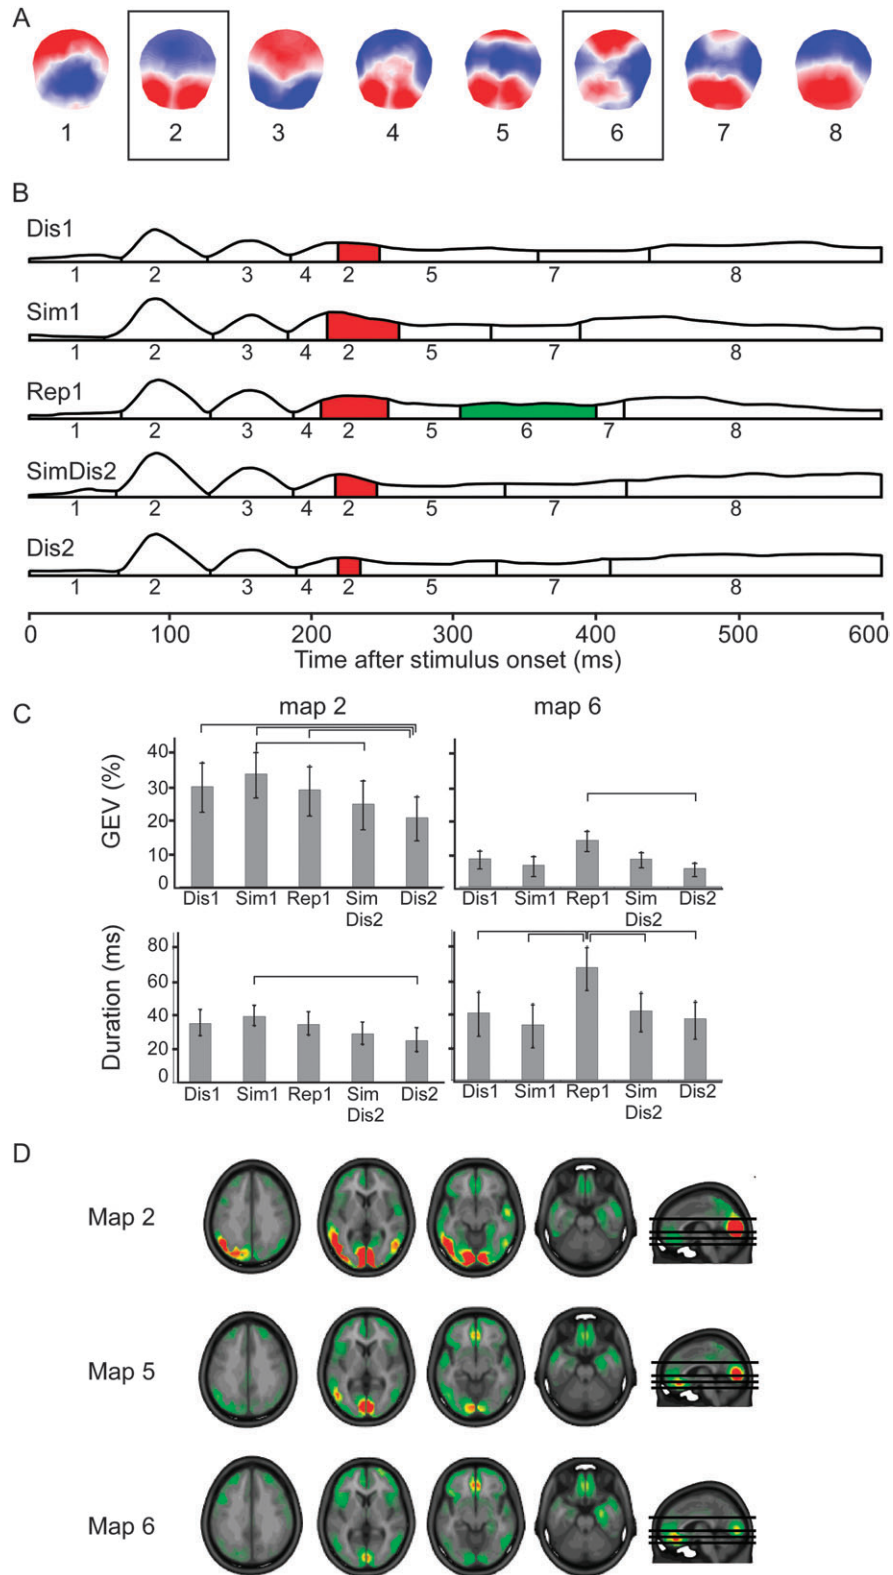 A
1 2 3 4 5 6 7 8
B
Dis1
1 2 3 4 2 5 7 8
Sim1
1 2 3 4 2 5 7 8
Rep1
1 2 3 4 2 5 6 7 8
SimDis2
1 2 3 4 2 5 7 8
Dis2
1 2 3 4 2 5 7 8
0 100 200 300 400 500 600
Time after stimulus onset (ms)
C
map 2 map 6
GEV (%)
40
30
20
10
0
Dis1 Sim1 Rep1 Sim Dis2
Dis2
Dis1 Sim1 Rep1 Sim Dis2
Dis2
Duration (ms)
80
60
40
20
0
Dis1 Sim1 Rep1 Sim Dis2
Dis2
Dis1 Sim1 Rep1 Sim Dis2
Dis2
D
Map 2
Map 5
Map 6